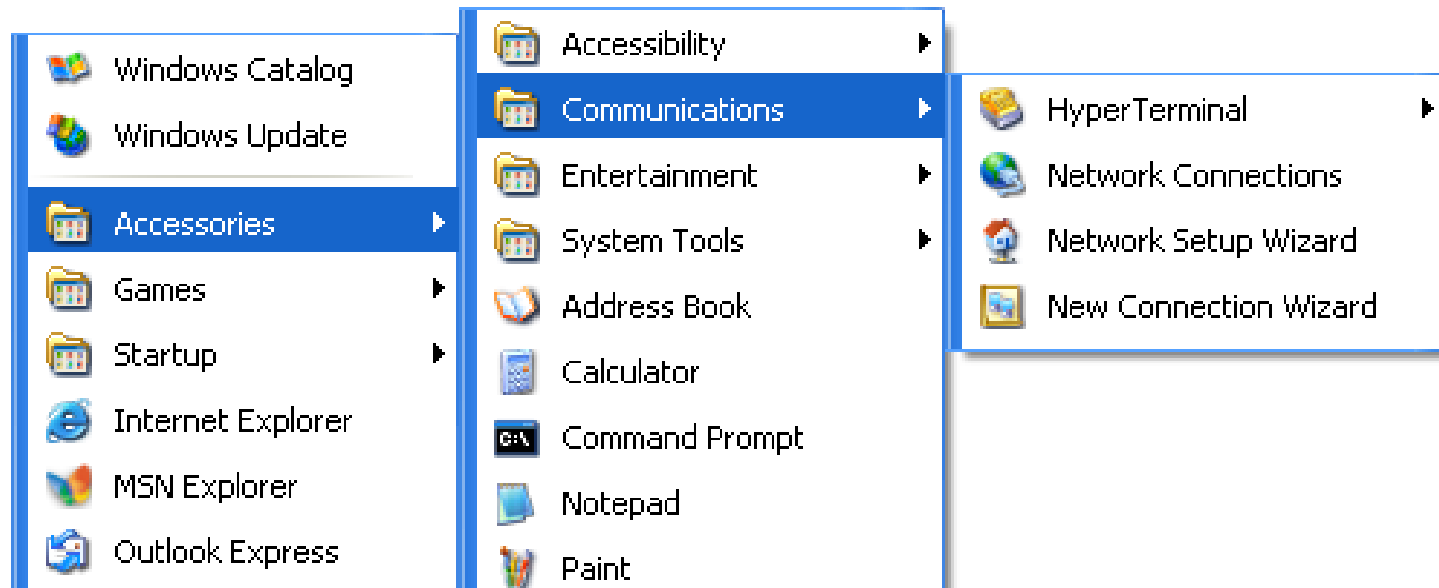 Windows Catalog
Windows Update
Accessories
Games
Startup
Internet Explorer
MSN Explorer
Outlook Express
Accessibility
Communications
Entertainment
System Tools
Address Book
Calculator
C:\
Command Prompt
Notepad
Paint
HyperTerminal
Network Connections
Network Setup Wizard
New Connection Wizard